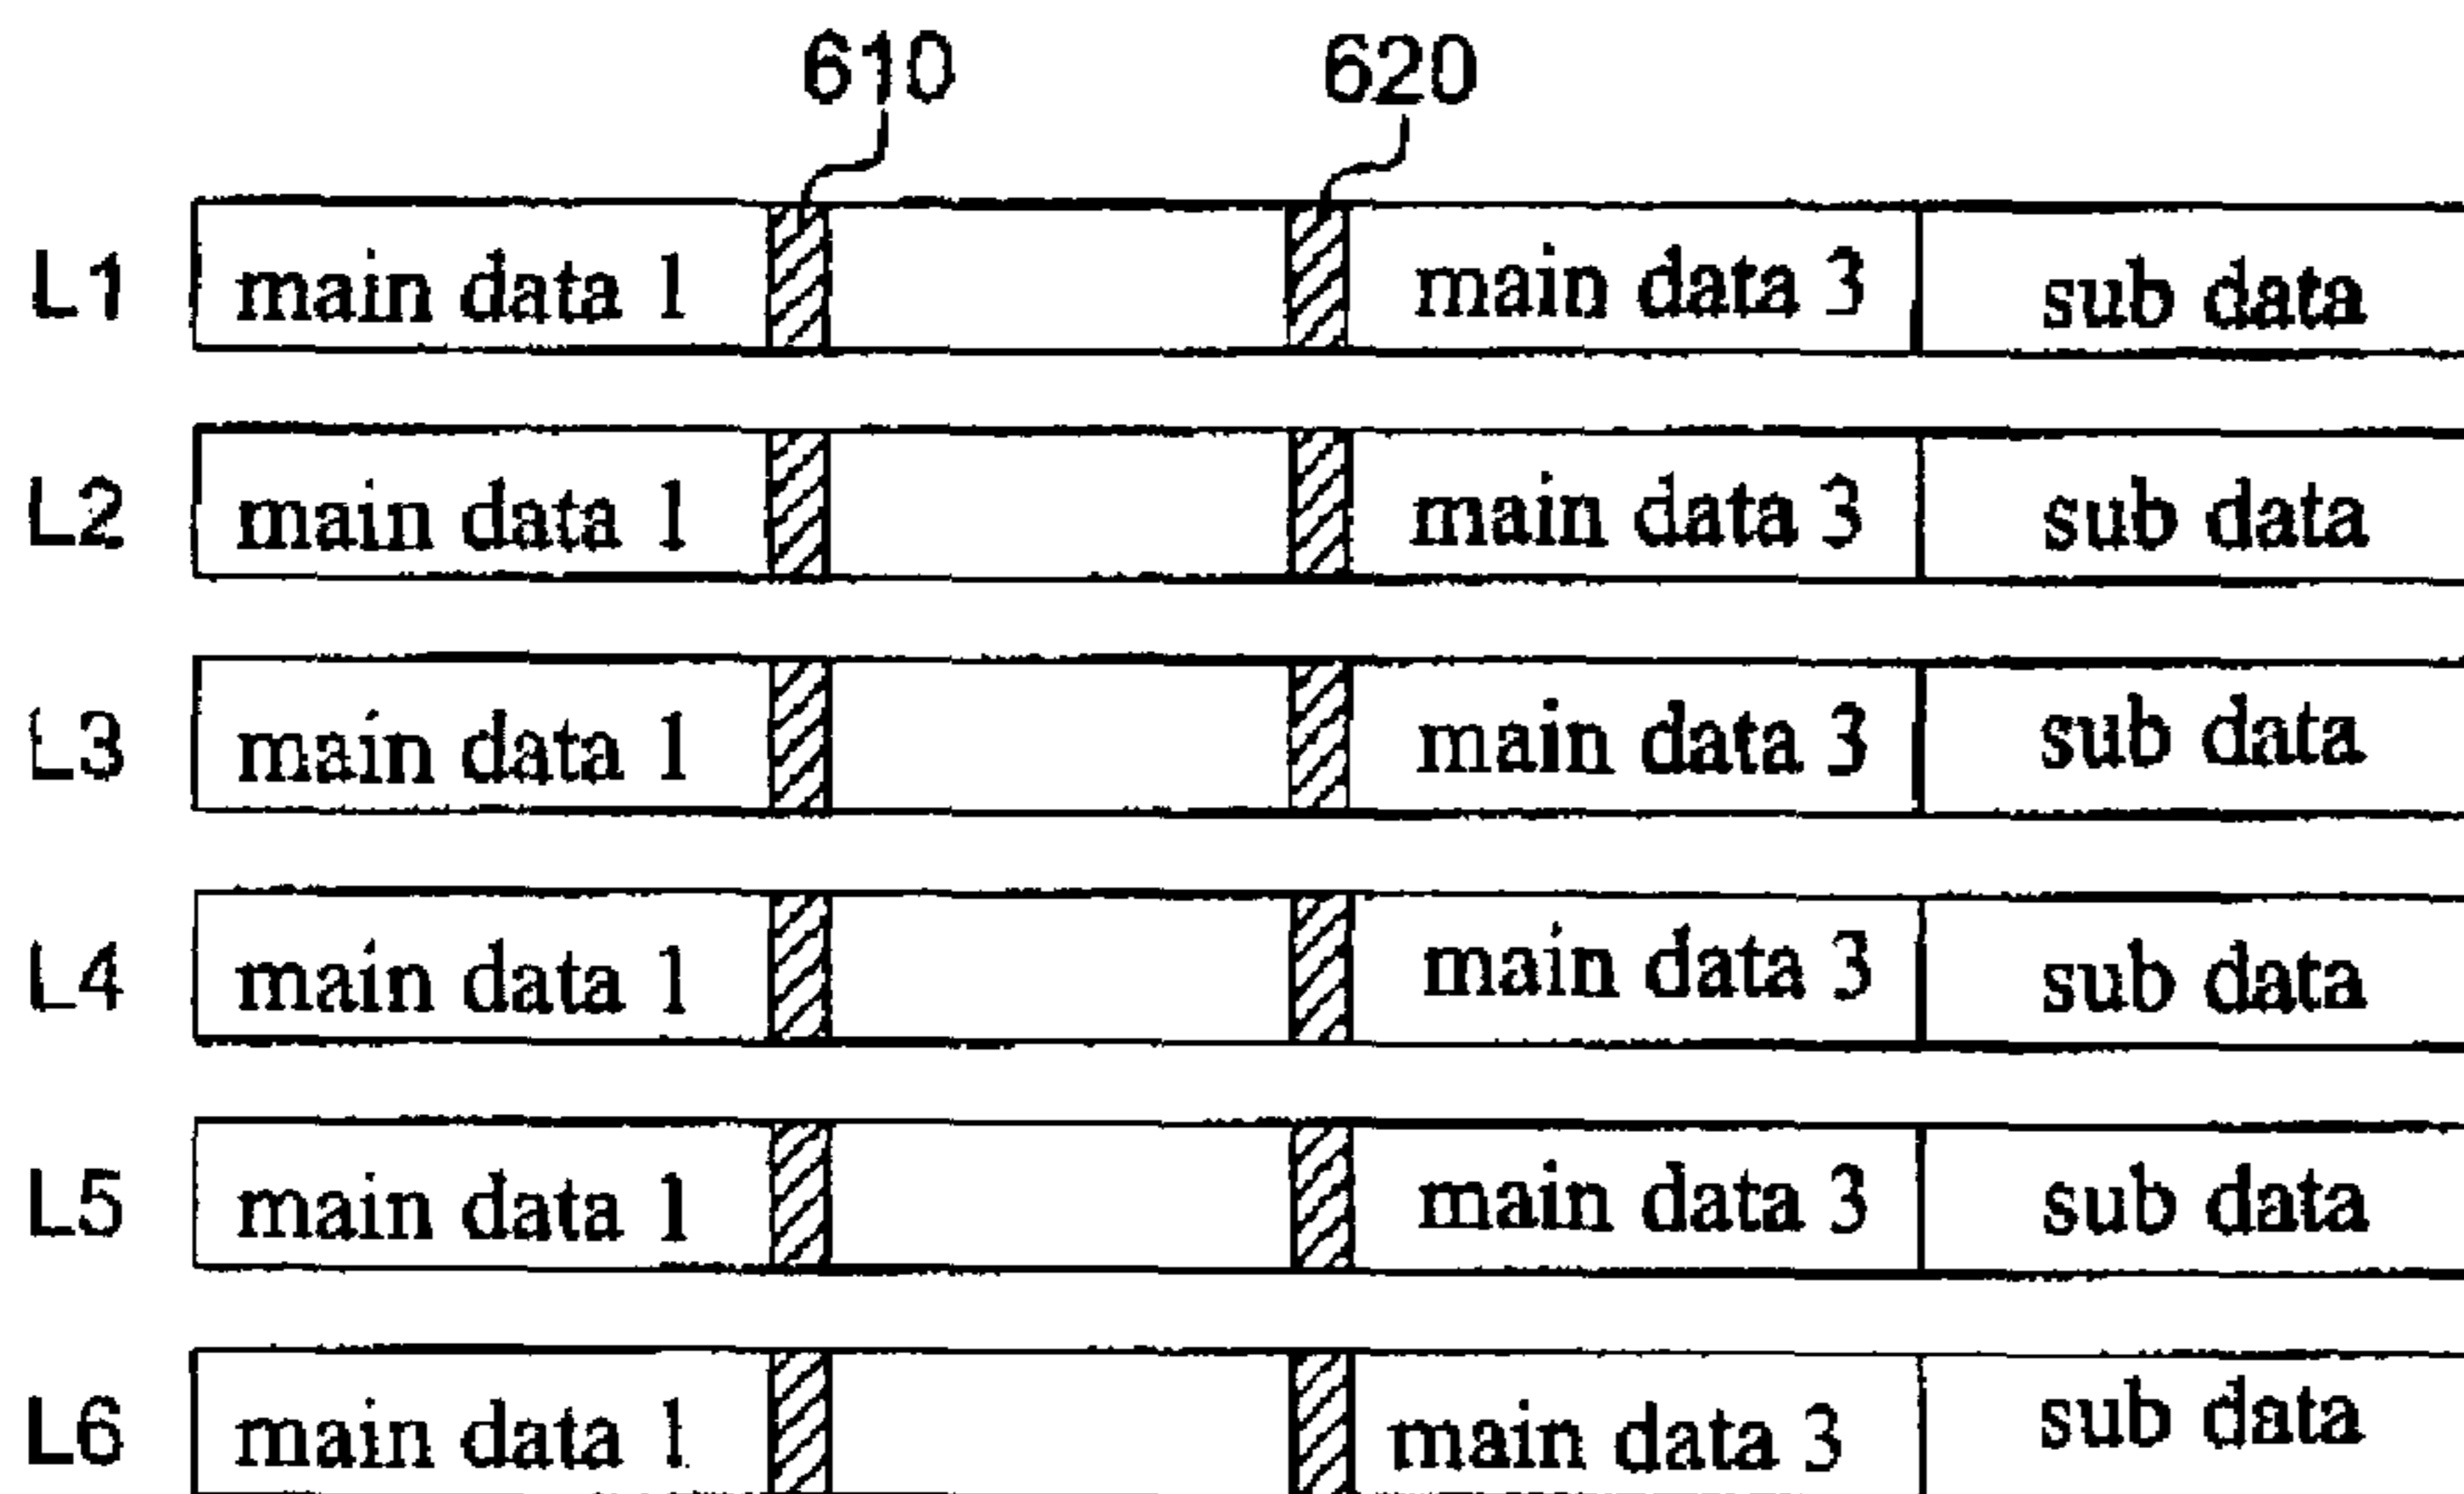 610 620
L1 main data 1 main data 3 sub data
L2 main data 1 main data 3 sub data
L3 main data 1 main data 3 sub data
L4 main data 1 main data 3 sub data
L5 main data 1 main data 3 sub data
L6 main data 1 main data 3 sub data